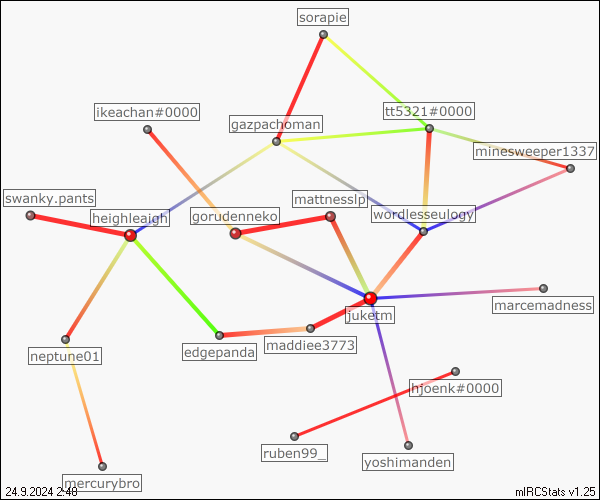 sorapie
ikeachan#0000
tt5321#0000
gazpachoman
minesweeper1337
swanky.pants
mattnesslp
heighleaigh
gorudenneko
wordlesseulogy
marcemadness
juketm
edgepanda
maddiee3773
neptune01
hjoenk#0000
ruben99_
yoshimanden
mercurybro
24.9.2024 2:48
mIRCStats v1.25